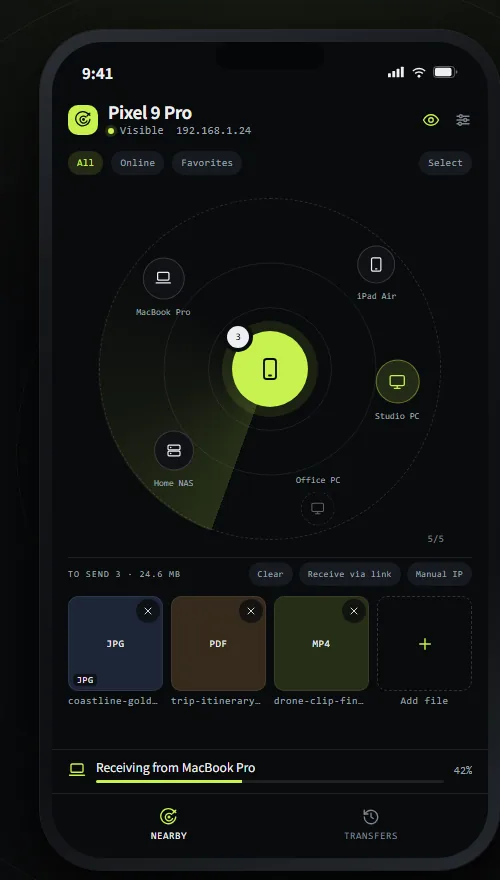 9:41
Pixel 9 Pro
Visible 192.168.1.24
All Online Favorites Select
iPad Air
MacBook Pro
3
Studio PC
Home NAS
Office PC
5/5
TO SEND 3 · 24.6 MB Clear Receive via link Manual IP
JPG PDF MP4
JPG
coastline-gold… trip-itinerary… drone-clip-fin… Add file
Receiving from MacBook Pro 42%
NEARBY TRANSFERS